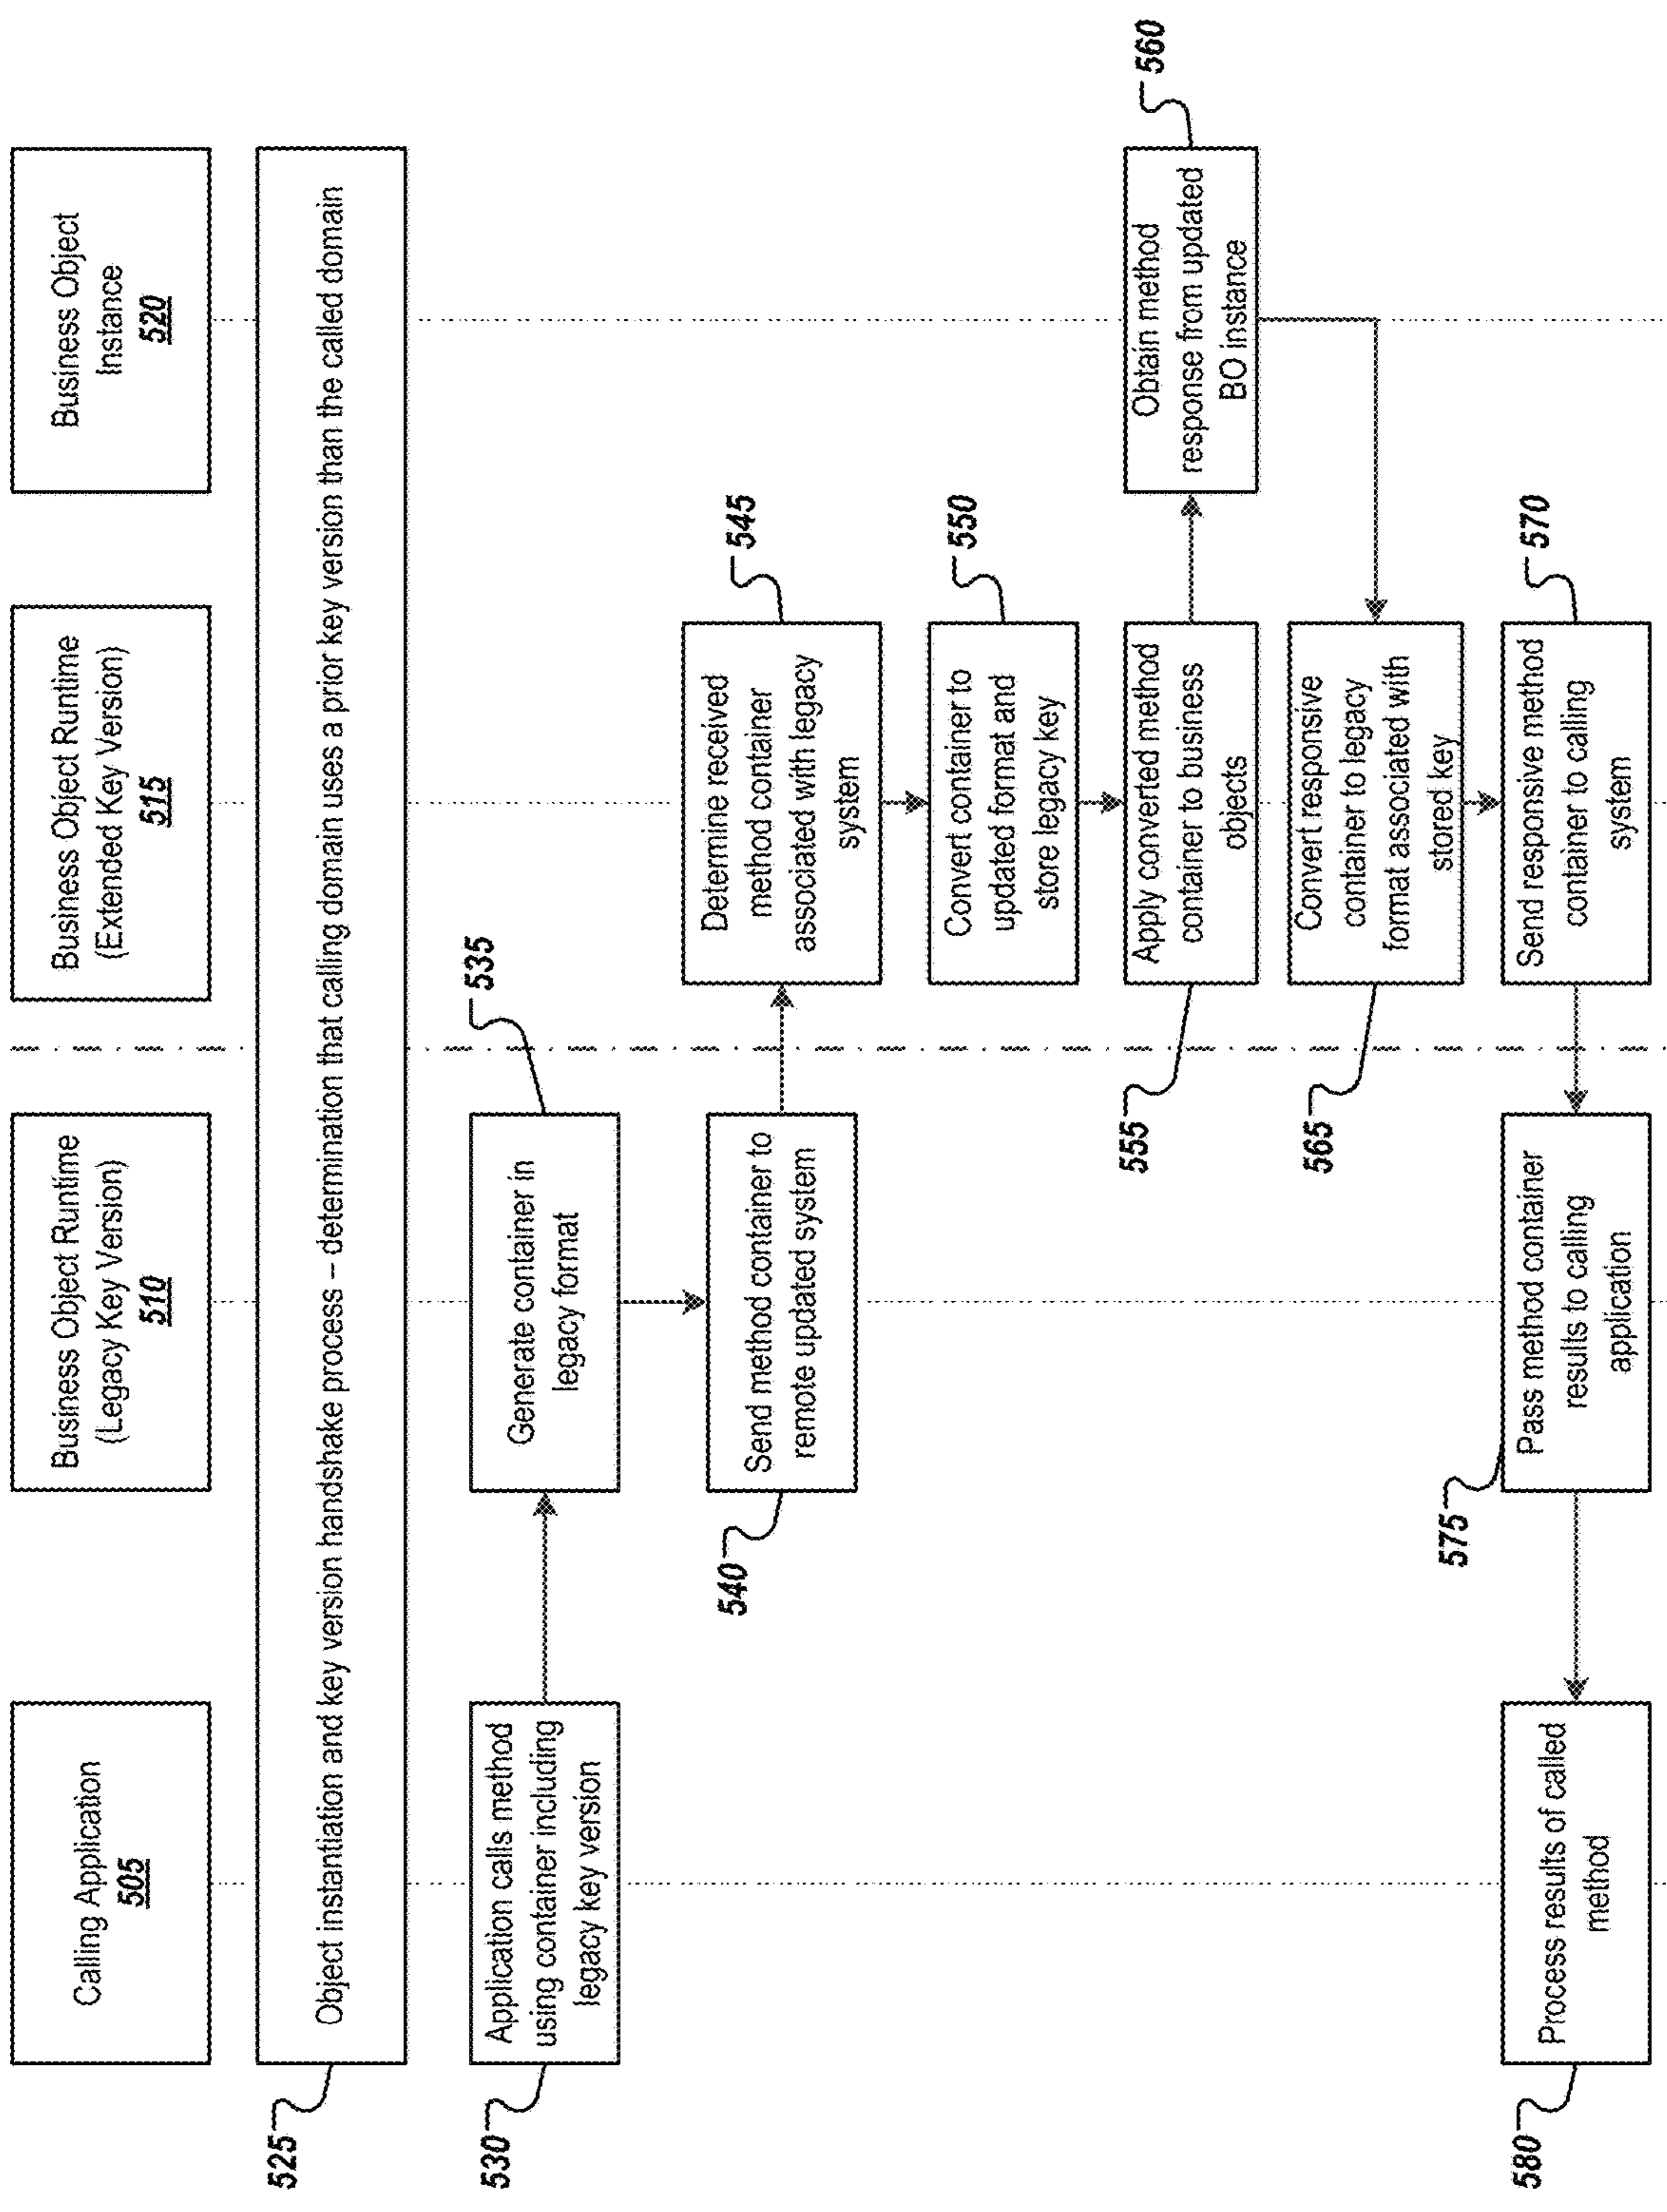 Calling Application
505
Business Object Runtime
(Legacy Key Version)
510
Business Object Runtime
(Extended Key Version)
515
Business Object
Instance
520
525
Object instantiation and key version handshake process – determination that calling domain uses a prior key version than the called domain
530
Application calls method
using container including
legacy key version
535
Generate container in
legacy format
540
Send method container to
remote updated system
545
Determine received
method container
associated with legacy
system
550
Convert container to
updated format and
store legacy key
555
Apply converted method
container to business
objects
560
Obtain method
response from updated
BO instance
565
Convert responsive
container to legacy
format associated with
stored key
570
Send responsive method
container to calling
system
575
Pass method container
results to calling
application
580
Process results of called
method